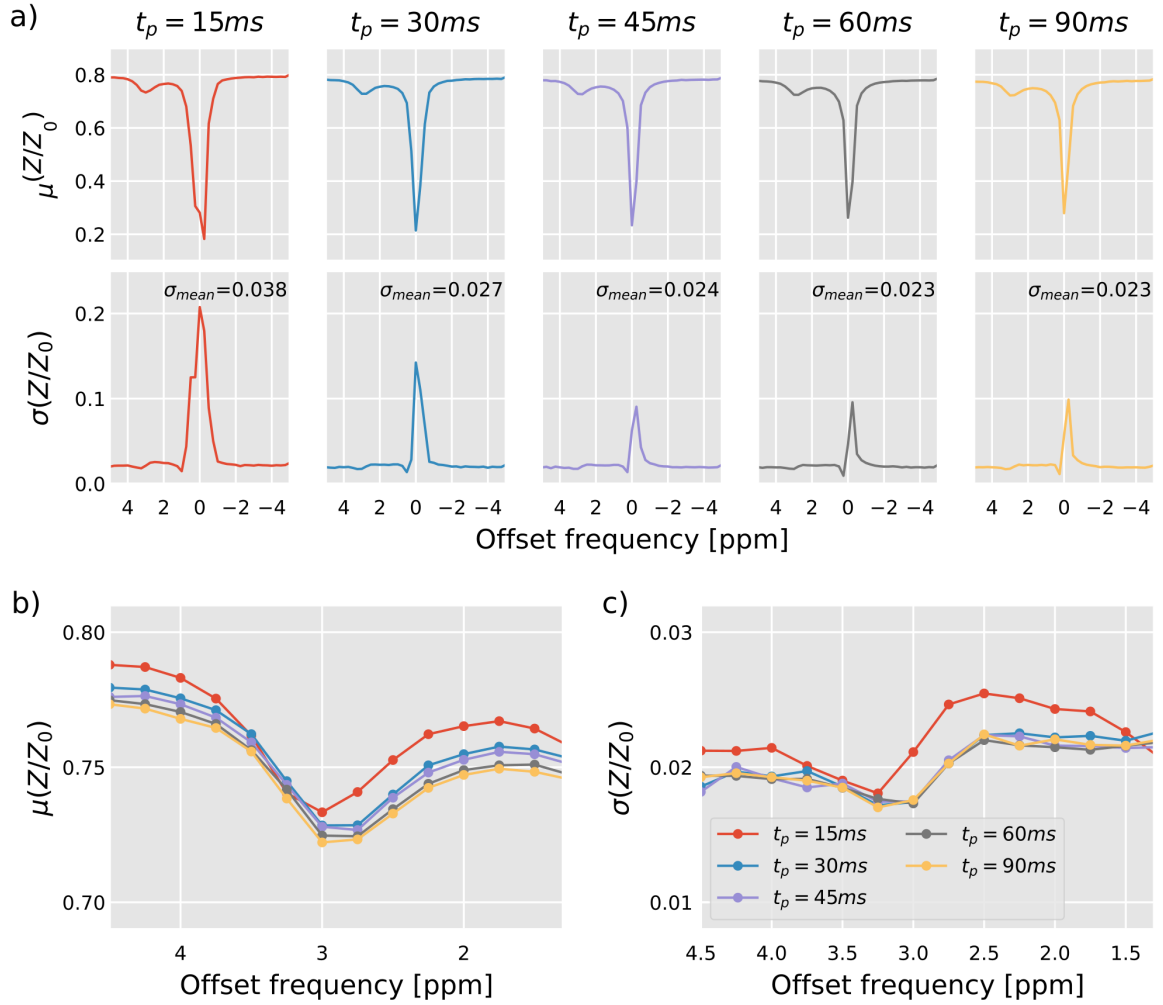 a)
t_p = 15ms t_p = 30ms t_p = 45ms t_p = 60ms t_p = 90ms
μ(Z/Z_0)
0.8
0.6
0.4
0.2
σ(Z/Z_0)
σ_mean=0.038 σ_mean=0.027 σ_mean=0.024 σ_mean=0.023 σ_mean=0.023
0.2
0.1
0.0
4 2 0 −2 −4 4 2 0 −2 −4 4 2 0 −2 −4 4 2 0 −2 −4 4 2 0 −2 −4
Offset frequency [ppm]
b)
μ(Z/Z_0)
0.80
0.75
0.70
4 3 2
Offset frequency [ppm]
c)
σ(Z/Z_0)
0.03
0.02
0.01
t_p = 15ms
t_p = 30ms
t_p = 45ms
t_p = 60ms
t_p = 90ms
4.5 4.0 3.5 3.0 2.5 2.0 1.5
Offset frequency [ppm]